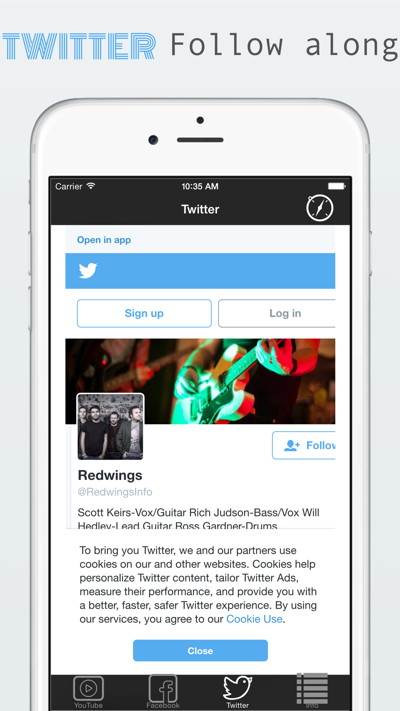 TWITTER Follow along
Carrier 10:35 AM
Twitter
Open in app
Sign up Log in
Follow
Redwings
@RedwingsInfo
Scott Keirs-Vox/Guitar Rich Judson-Bass/Vox Will
Hedley-Lead Guitar Ross Gardner-Drums
To bring you Twitter, we and our partners use
cookies on our and other websites. Cookies help
personalize Twitter content, tailor Twitter Ads,
measure their performance, and provide you with
a better, faster, safer Twitter experience. By using
our services, you agree to our Cookie Use.
Close
YouTube Facebook Twitter Info